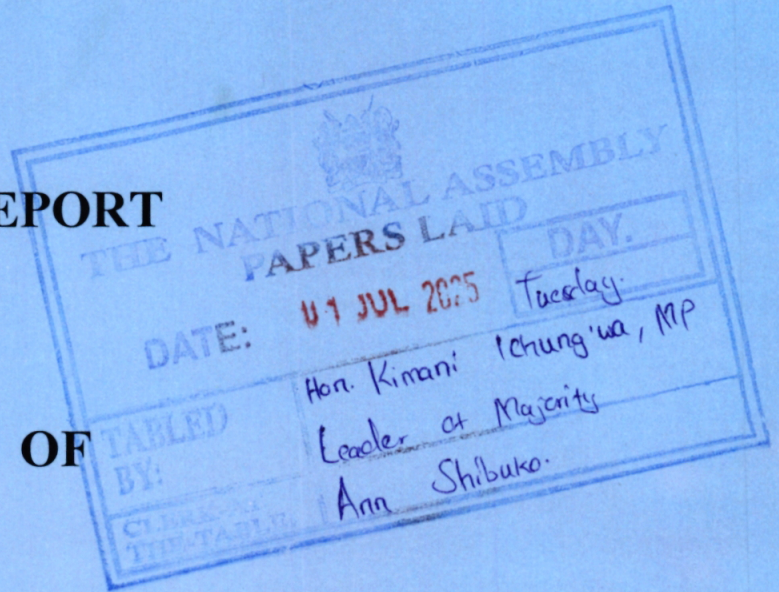 EPORT
THE NATIONAL ASSEMBLY
PAPERS LAID
DAY.
DATE: 01 JUL 2025 Tuesday.
TABLED BY: Hon. Kimani Ichung'wa, MP
Leader of Majority
CLERK-AT THE-TABLE: Ann Shibuko.
OF